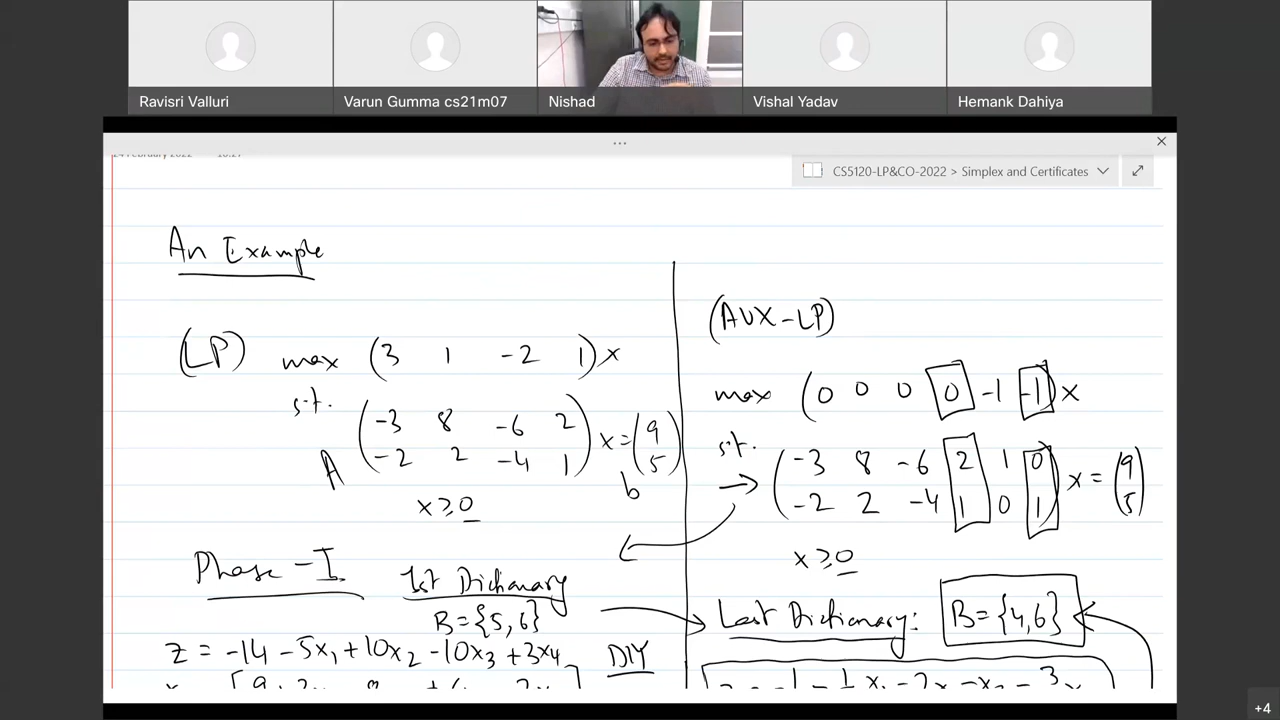 Ravisri Valluri
Varun Gumma cs21m07
Nishad
Vishal Yadav
Hemank Dahiya
24 February 2022
CS5120-LP&CO-2022 > Simplex and Certificates
An Example
(LP) max (3 1 -2 1) x
s.t. (-3 8 -6 2
-2 2 -4 1) x = (9
5)
A b
x ≥ 0
Phase - I 1st Dictionary
B = {5, 6}
z = -14 - 5x1 + 10x2 - 10x3 + 3x4 DIY
(AUX-LP)
max (0 0 0 0 -1 -1) x
s.t.
(-3 8 -6 2 1 0
-2 2 -4 1 0 1) x = (9
5)
x ≥ 0
Last Dictionary: B = {4, 6}
+4